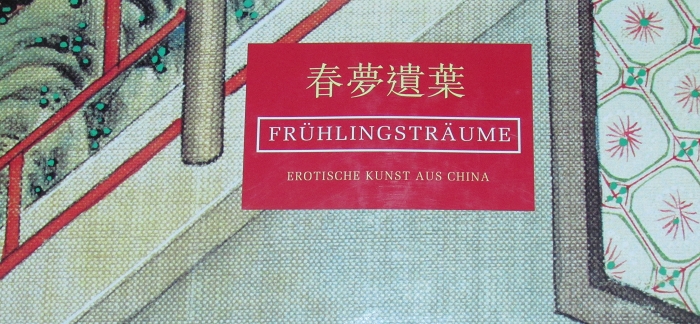 春夢遺葉
FRÜHLINGSTRÄUME
EROTISCHE KUNST AUS CHINA